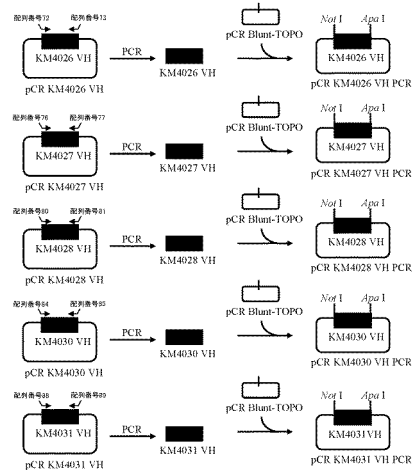 配列番号72 配列番号73
KM4026 VH
pCR KM4026 VH
PCR
KM4026 VH
pCR Blunt-TOPO
Not I Apa I
KM4026 VH
pCR KM4026 VH PCR
配列番号76 配列番号77
KM4027 VH
pCR KM4027 VH
PCR
KM4027 VH
pCR Blunt-TOPO
Not I Apa I
KM4027 VH
pCR KM4027 VH PCR
配列番号80 配列番号81
KM4028 VH
pCR KM4028 VH
PCR
KM4028 VH
pCR Blunt-TOPO
Not I Apa I
KM4028 VH
pCR KM4028 VH PCR
配列番号84 配列番号85
KM4030 VH
pCR KM4030 VH
PCR
KM4030 VH
pCR Blunt-TOPO
Not I Apa I
KM4030 VH
pCR KM4030 VH PCR
配列番号88 配列番号89
KM4031 VH
pCR KM4031 VH
PCR
KM4031 VH
pCR Blunt-TOPO
Not I Apa I
KM4031VH
pCR KM4031 VH PCR